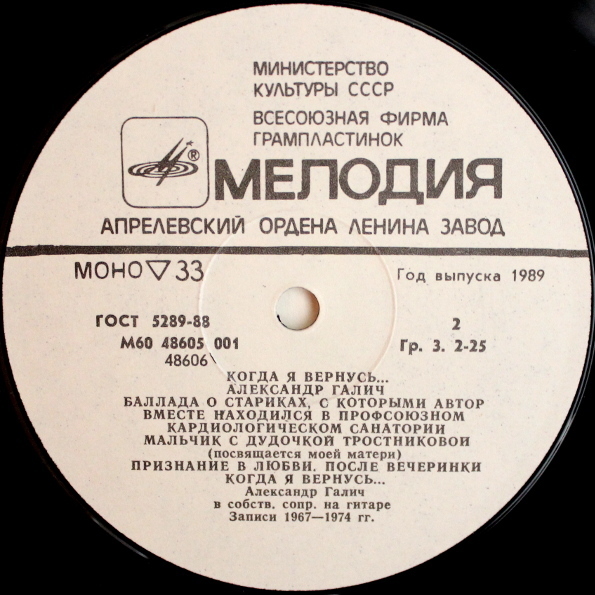 МИНИСТЕРСТВО
КУЛЬТУРЫ СССР
ВСЕСОЮЗНАЯ ФИРМА
ГРАМПЛАСТИНОК
®
МЕЛОДИЯ
АПРЕЛЕВСКИЙ ОРДЕНА ЛЕНИНА ЗАВОД
МОНО ▽ 33
Год выпуска 1989
ГОСТ 5289-88
2
М60 48605 001
Гр. 3. 2-25
48606
КОГДА Я ВЕРНУСЬ...
АЛЕКСАНДР ГАЛИЧ
БАЛЛАДА О СТАРИКАХ, С КОТОРЫМИ АВТОР
ВМЕСТЕ НАХОДИЛСЯ В ПРОФСОЮЗНОМ
КАРДИОЛОГИЧЕСКОМ САНАТОРИИ
МАЛЬЧИК С ДУДОЧКОЙ ТРОСТНИКОВОЙ
(посвящается моей матери)
ПРИЗНАНИЕ В ЛЮБВИ. ПОСЛЕ ВЕЧЕРИНКИ
КОГДА Я ВЕРНУСЬ...
Александр Галич
в собств. сопр. на гитаре
Записи 1967—1974 гг.